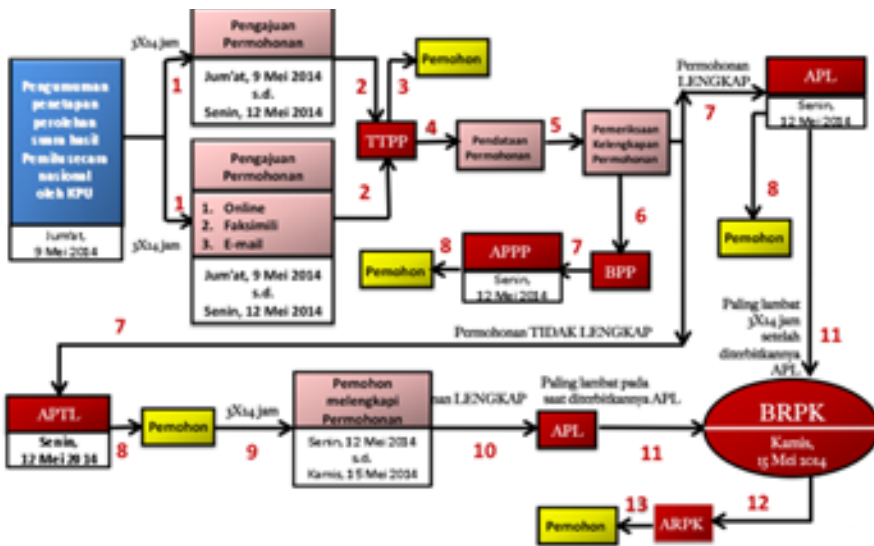 Pengumuman
penetapan
perolehan
suara hasil
Pemilu secara
nasional
oleh KPU
Jum'at,
9 Mei 2014
3X24 jam
1
Pengajuan
Permohonan
Jum'at, 9 Mei 2014
s.d.
Senin, 12 Mei 2014
1
3X24 jam
Pengajuan
Permohonan
1. Online
2. Faksimili
3. E-mail
Jum'at, 9 Mei 2014
s.d.
Senin, 12 Mei 2014
2
2
TTPP
3
Pemohon
4
Pendataan
Permohonan
5
Pemeriksaan
Kelengkapan
Permohonan
6
BPP
7
APPP
Senin,
12 Mei 2014
8
Pemohon
Permohonan
LENGKAP
7
APL
Senin,
12 Mei 2014
8
Pemohon
Paling lambat
3X24 jam
setelah
diterbitkannya
APL
11
7
Permohonan TIDAK LENGKAP
APTL
Senin,
12 Mei 2014
8
Pemohon
3X24 jam
9
Pemohon
melengkapi
Permohonan
Senin, 12 Mei 2014
s.d.
Kamis, 15 Mei 2014
nan LENGKAP
10
Paling lambat pada
saat diterbitkannya APL
APL
11
BRPK
Kamis,
15 Mei 2014
12
ARPK
13
Pemohon